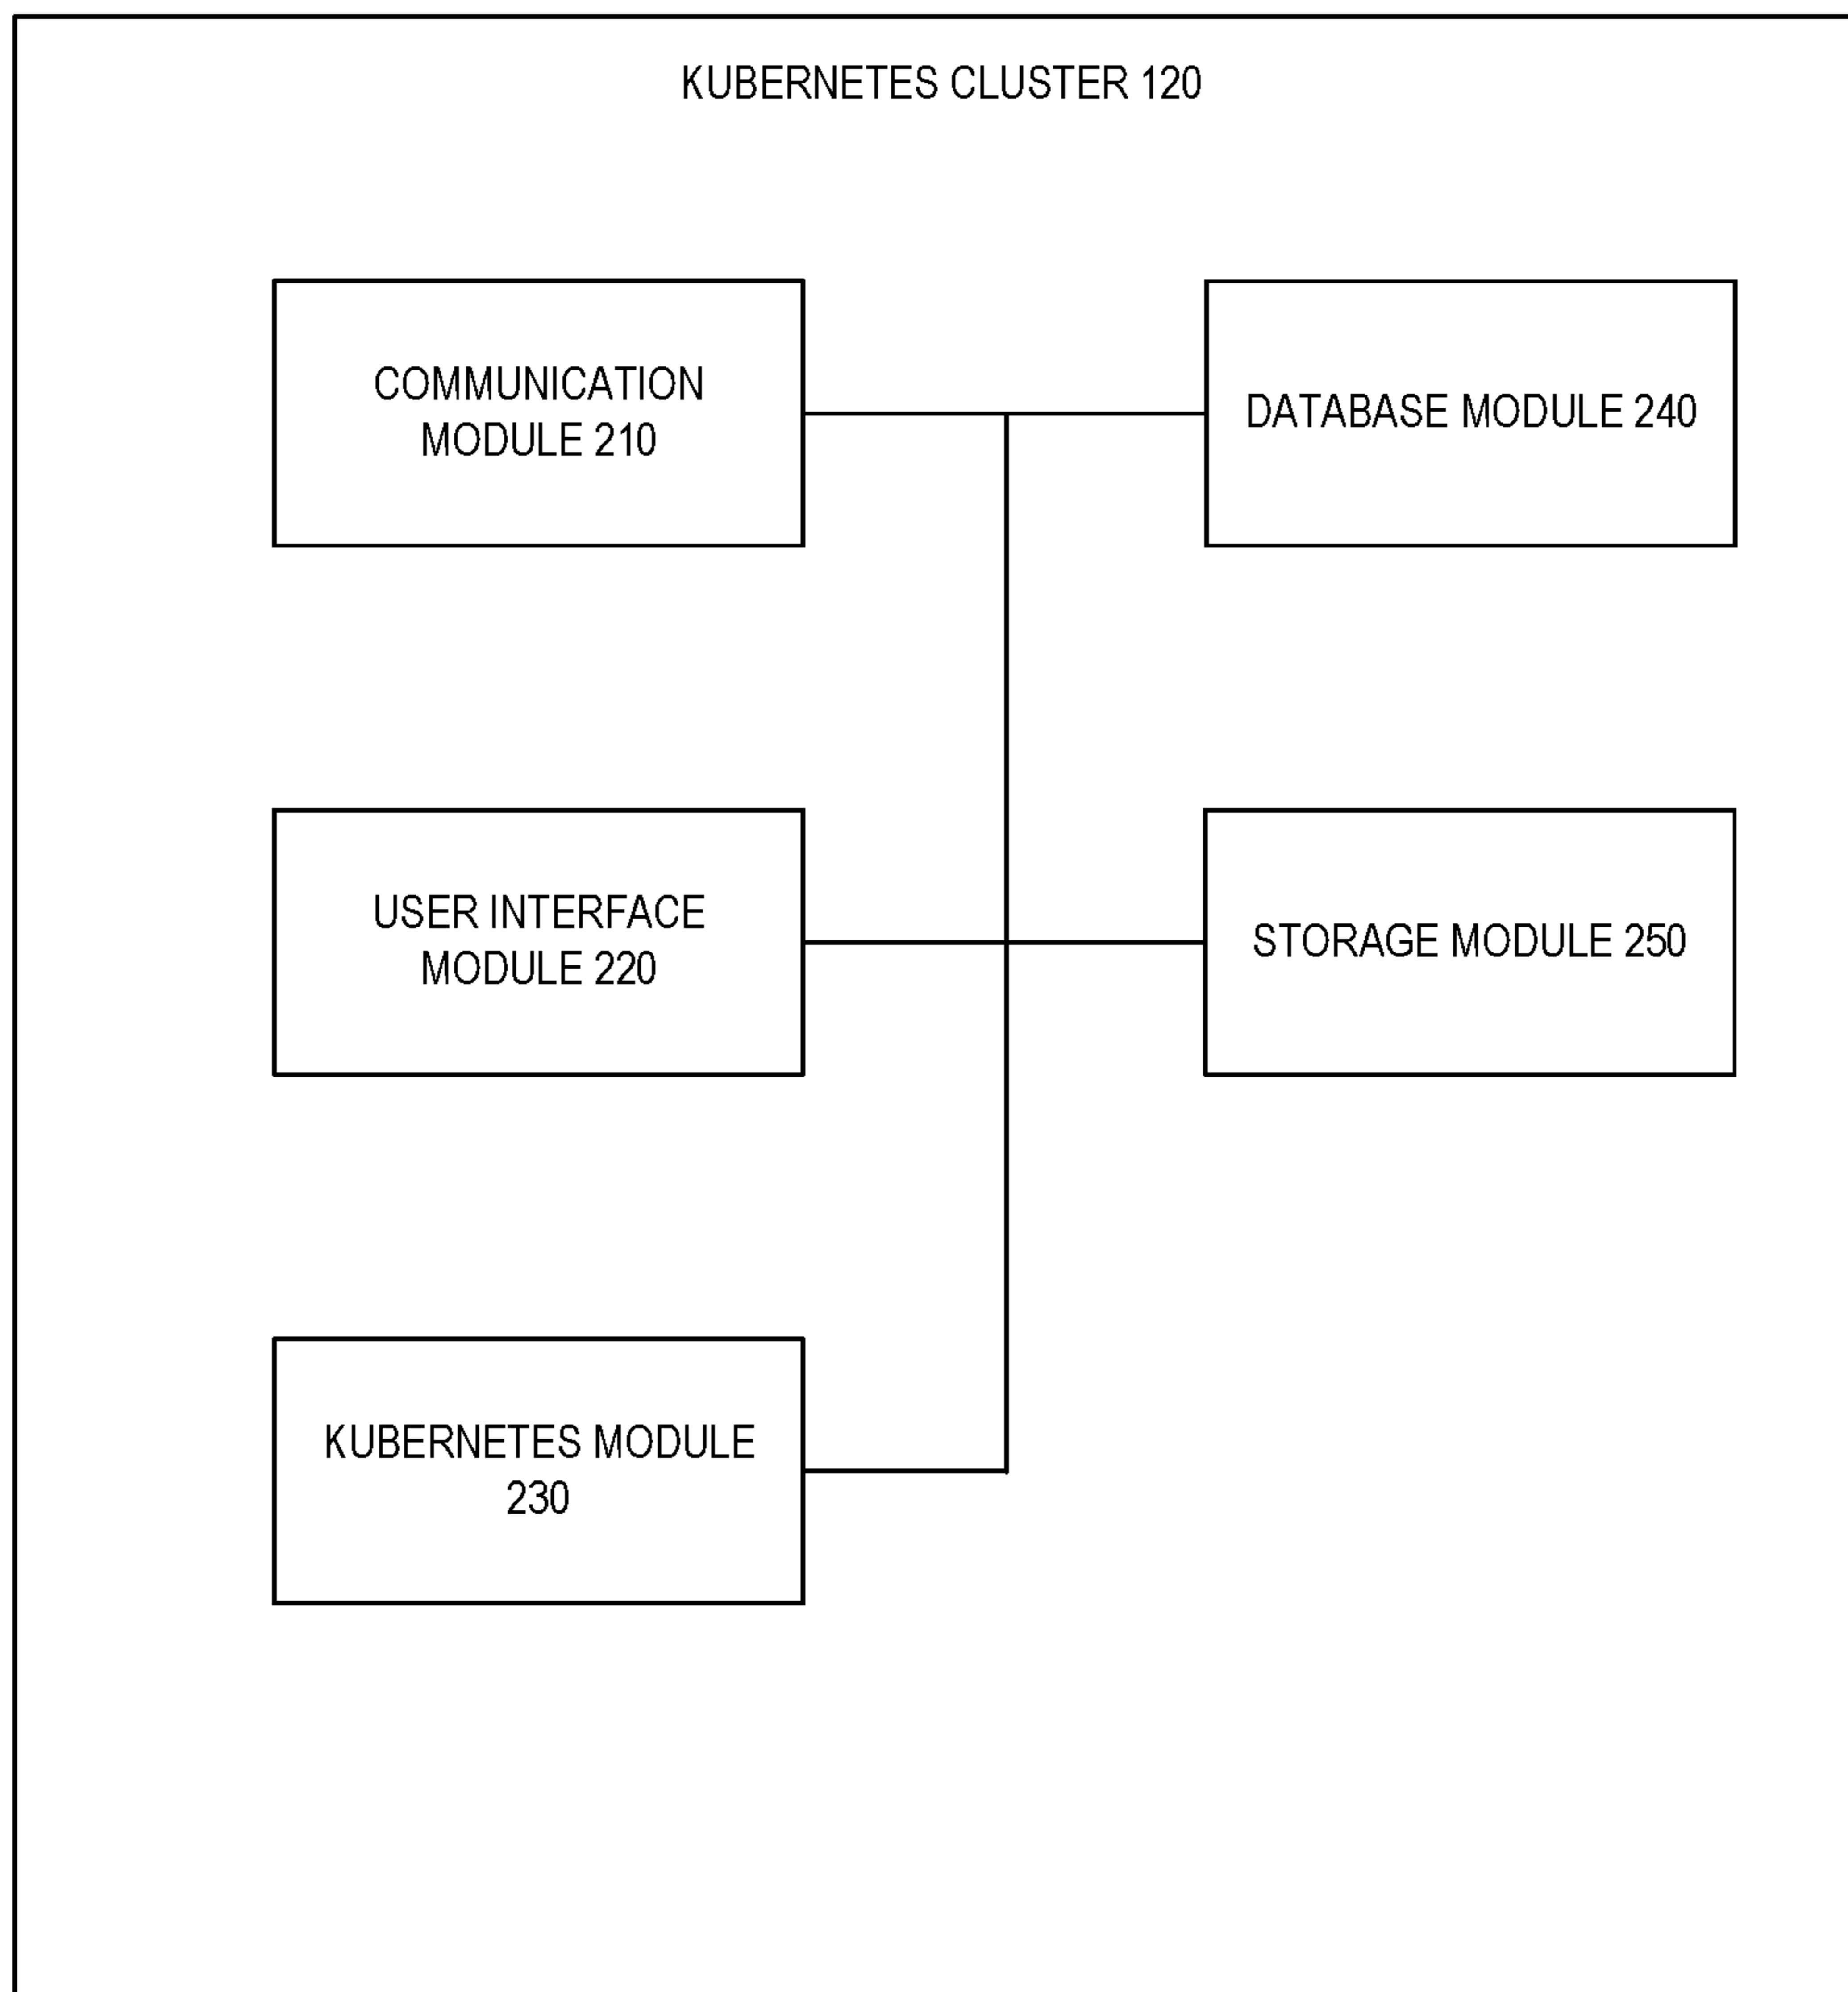 KUBERNETES CLUSTER 120
COMMUNICATION
MODULE 210
DATABASE MODULE 240
USER INTERFACE
MODULE 220
STORAGE MODULE 250
KUBERNETES MODULE
230